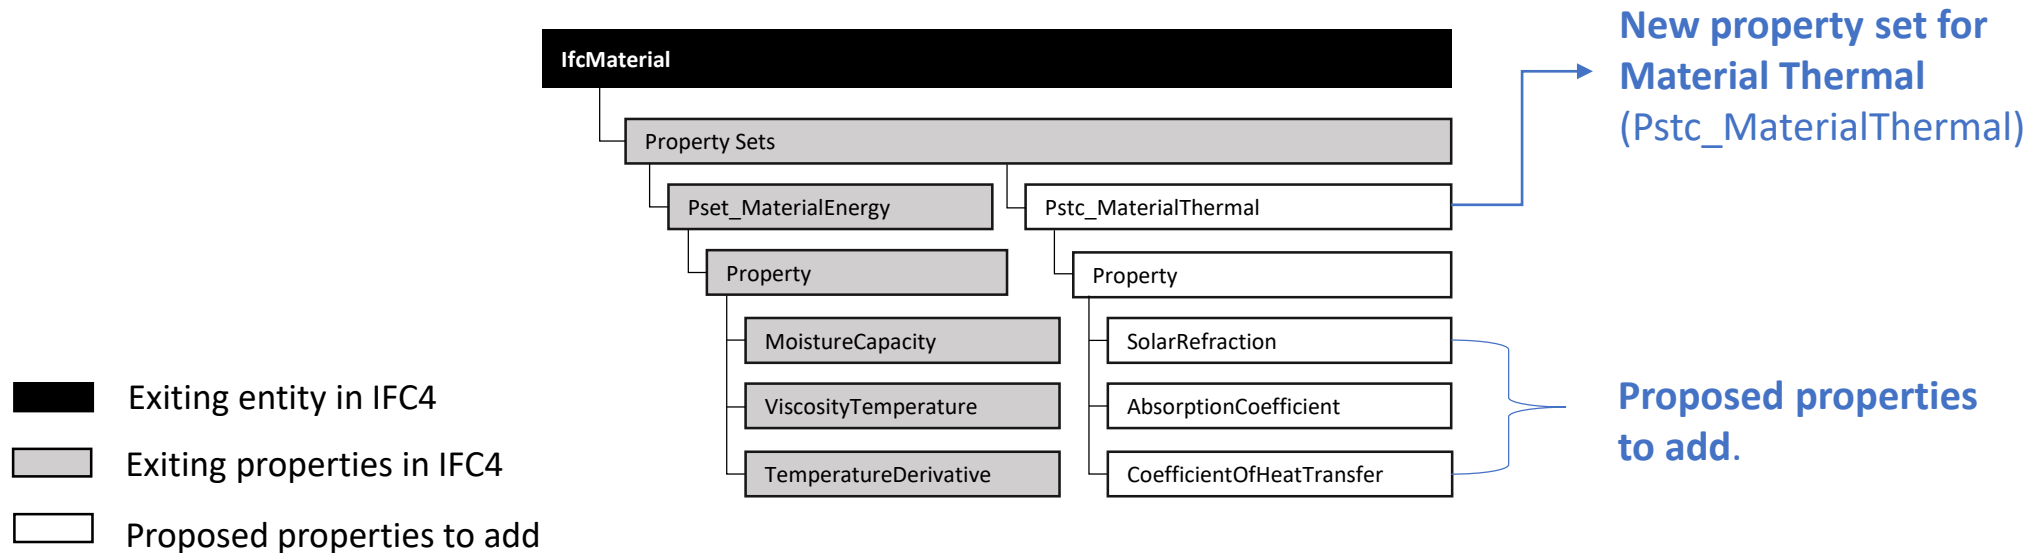 New property set for
Material Thermal
(Pstc_MaterialThermal)
IfcMaterial
Property Sets
Pset_MaterialEnergy
Pstc_MaterialThermal
Property
Property
MoistureCapacity
SolarRefraction
ViscosityTemperature
AbsorptionCoefficient
TemperatureDerivative
CoefficientOfHeatTransfer
Proposed properties
to add.
Exiting entity in IFC4
Exiting properties in IFC4
Proposed properties to add